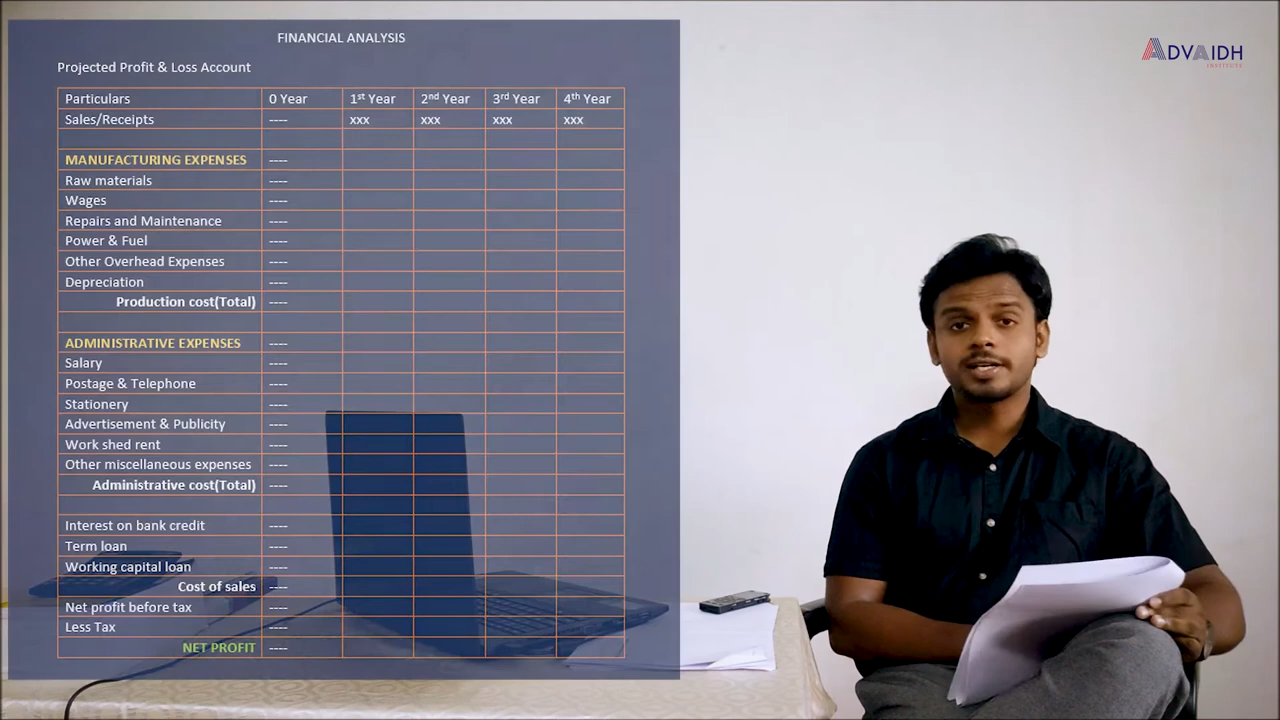 FINANCIAL ANALYSIS
ADVAIDH
INSTITUTE
Projected Profit & Loss Account
Particulars 0 Year 1st Year 2nd Year 3rd Year 4th Year
Sales/Receipts ---- xxx xxx xxx xxx
MANUFACTURING EXPENSES ----
Raw materials ----
Wages ----
Repairs and Maintenance ----
Power & Fuel ----
Other Overhead Expenses ----
Depreciation ----
Production cost(Total) ----
ADMINISTRATIVE EXPENSES ----
Salary ----
Postage & Telephone ----
Stationery ----
Advertisement & Publicity ----
Work shed rent ----
Other miscellaneous expenses ----
Administrative cost(Total) ----
Interest on bank credit ----
Term loan ----
Working capital loan ----
Cost of sales ----
Net profit before tax ----
Less Tax ----
NET PROFIT ----